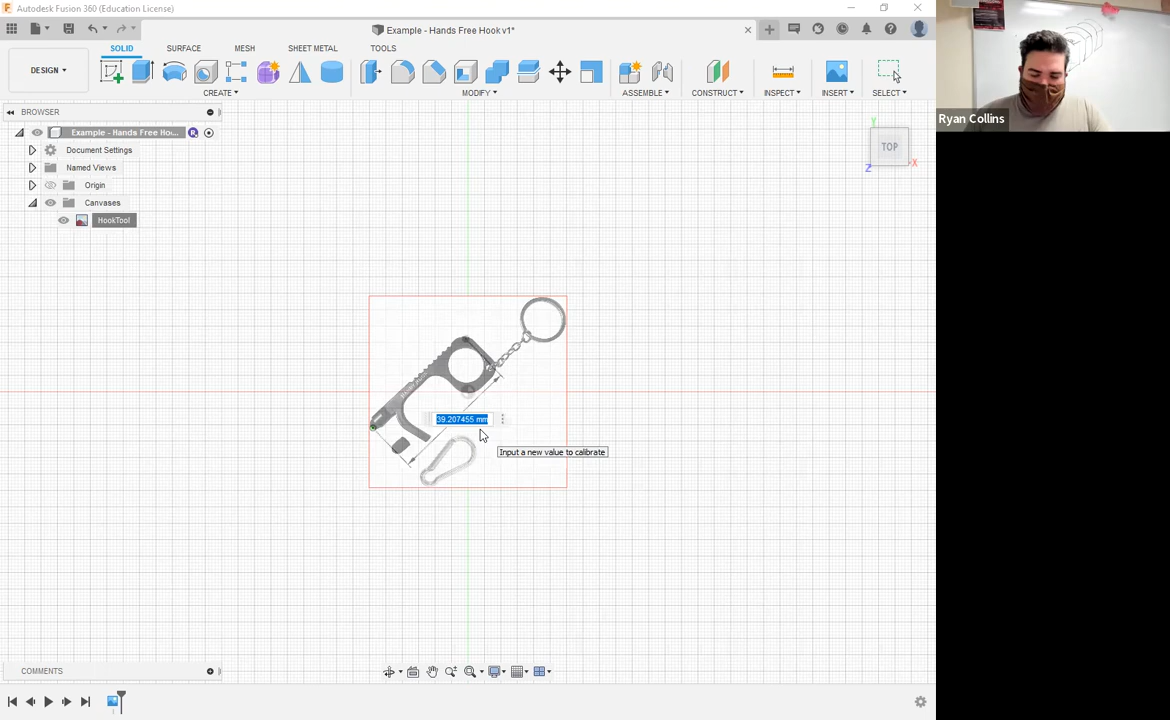 Autodesk Fusion 360 (Education License)
Example - Hands Free Hook v1*
DESIGN
SOLID
SURFACE
MESH
SHEET METAL
TOOLS
CREATE
MODIFY
ASSEMBLE
CONSTRUCT
INSPECT
INSERT
SELECT
BROWSER
Example - Hands Free Hoo...
R
Document Settings
Named Views
Origin
Canvases
HookTool
Y
TOP
X
Z
39.207455 mm
Input a new value to calibrate
COMMENTS
Ryan Collins